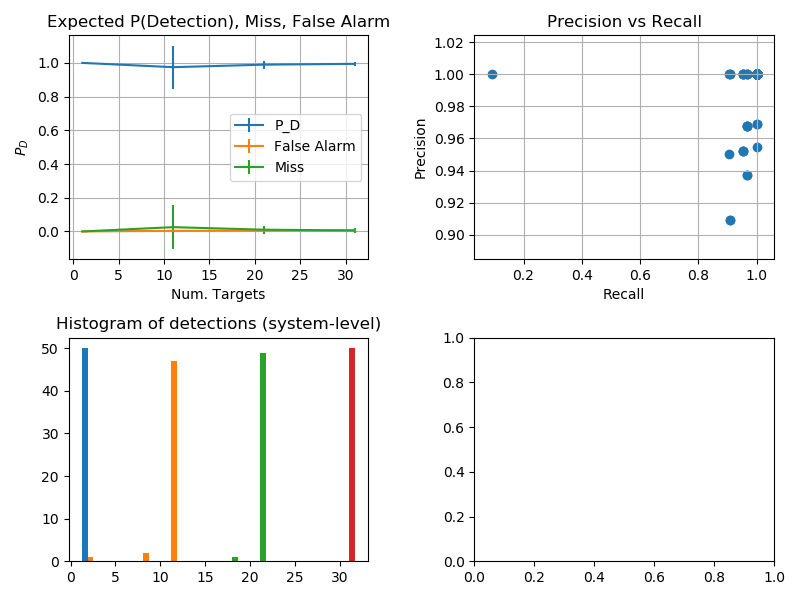 Expected P(Detection), Miss, False Alarm
1.0
0.8
0.6
0.4
0.2
0.0
P_D
False Alarm
Miss
P_D
0 5 10 15 20 25 30
Num. Targets
Precision vs Recall
1.02
1.00
0.98
0.96
0.94
0.92
0.90
Precision
0.2 0.4 0.6 0.8 1.0
Recall
Histogram of detections (system-level)
50
40
30
20
10
0
0 5 10 15 20 25 30
1.0
0.8
0.6
0.4
0.2
0.0
0.0 0.2 0.4 0.6 0.8 1.0